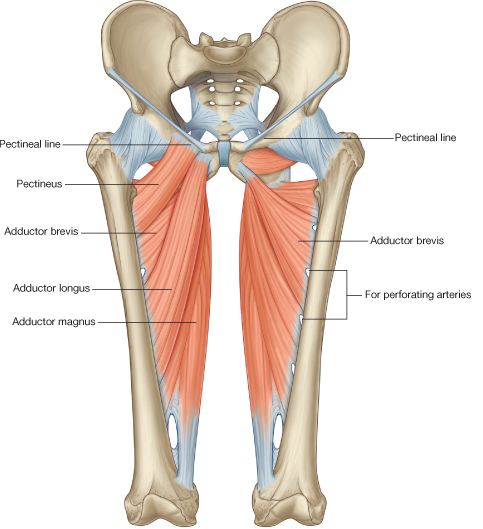 Pectineal line
Pectineal line
Pectineus
Adductor brevis
Adductor brevis
Adductor longus
For perforating arteries
Adductor magnus